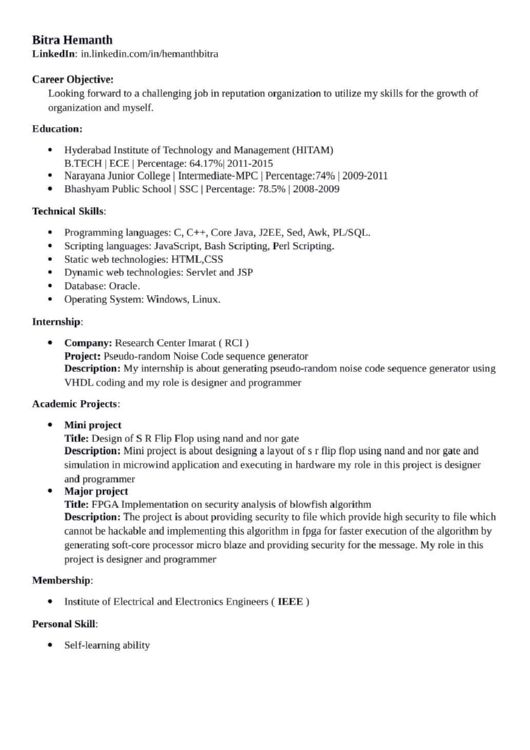 Bitra Hemanth
LinkedIn: in.linkedin.com/in/hemanthbitra
Career Objective:
Looking forward to a challenging job in reputation organization to utilize my skills for the growth of
organization and myself.
Education:
• Hyderabad Institute of Technology and Management (HITAM)
B.TECH | ECE | Percentage: 64.17%| 2011-2015
• Narayana Junior College | Intermediate-MPC | Percentage:74% | 2009-2011
• Bhashyam Public School | SSC | Percentage: 78.5% | 2008-2009
Technical Skills:
• Programming languages: C, C++, Core Java, J2EE, Sed, Awk, PL/SQL.
• Scripting languages: JavaScript, Bash Scripting, Perl Scripting.
• Static web technologies: HTML,CSS
• Dynamic web technologies: Servlet and JSP
• Database: Oracle.
• Operating System: Windows, Linux.
Internship:
• Company: Research Center Imarat ( RCI )
Project: Pseudo-random Noise Code sequence generator
Description: My internship is about generating pseudo-random noise code sequence generator using
VHDL coding and my role is designer and programmer
Academic Projects:
• Mini project
Title: Design of S R Flip Flop using nand and nor gate
Description: Mini project is about designing a layout of s r flip flop using nand and nor gate and
simulation in microwind application and executing in hardware my role in this project is designer
and programmer
• Major project
Title: FPGA Implementation on security analysis of blowfish algorithm
Description: The project is about providing security to file which provide high security to file which
cannot be hackable and implementing this algorithm in fpga for faster execution of the algorithm by
generating soft-core processor micro blaze and providing security for the message. My role in this
project is designer and programmer
Membership:
• Institute of Electrical and Electronics Engineers ( IEEE )
Personal Skill:
• Self-learning ability